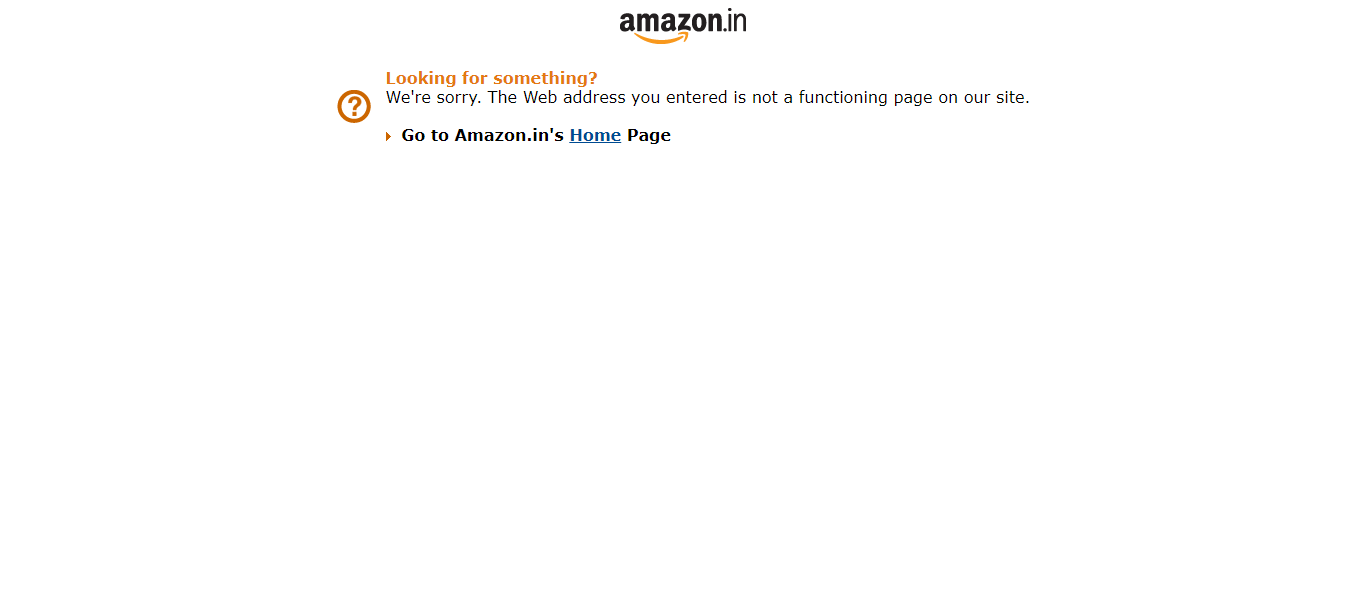 amazon.in
Looking for something?
We're sorry. The Web address you entered is not a functioning page on our site.
Go to Amazon.in's Home Page